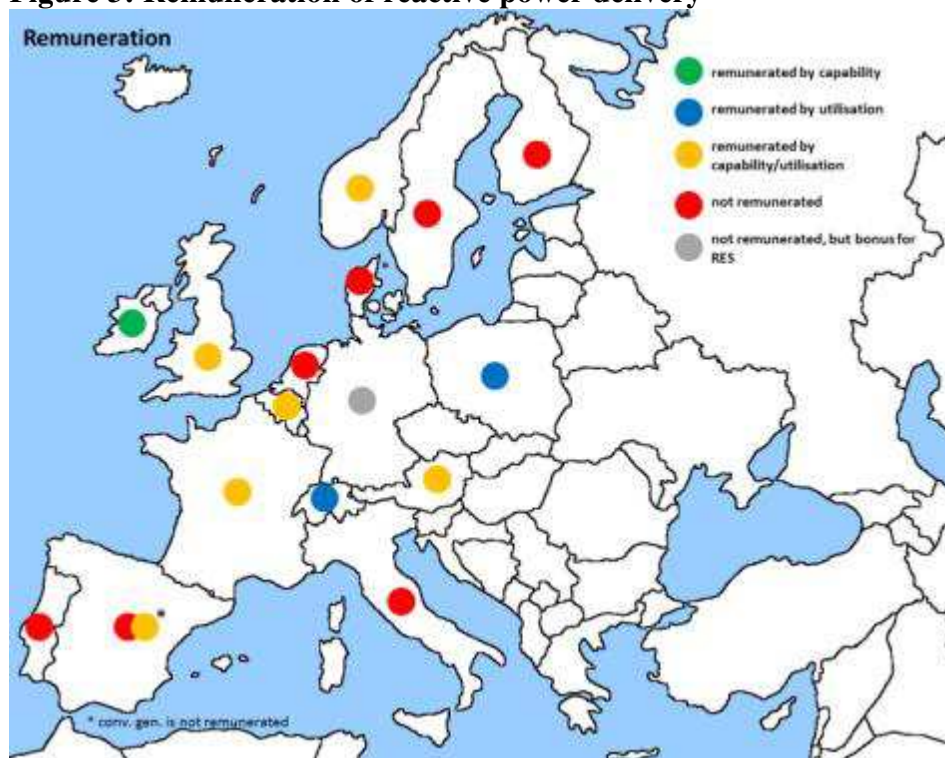 Figure 3: Remuneration of reactive power delivery
Remuneration
remunerated by capability
remunerated by utilisation
remunerated by
capability/utilisation
not remunerated
not remunerated, but bonus for
RES
*
* conv. gen. is not remunerated